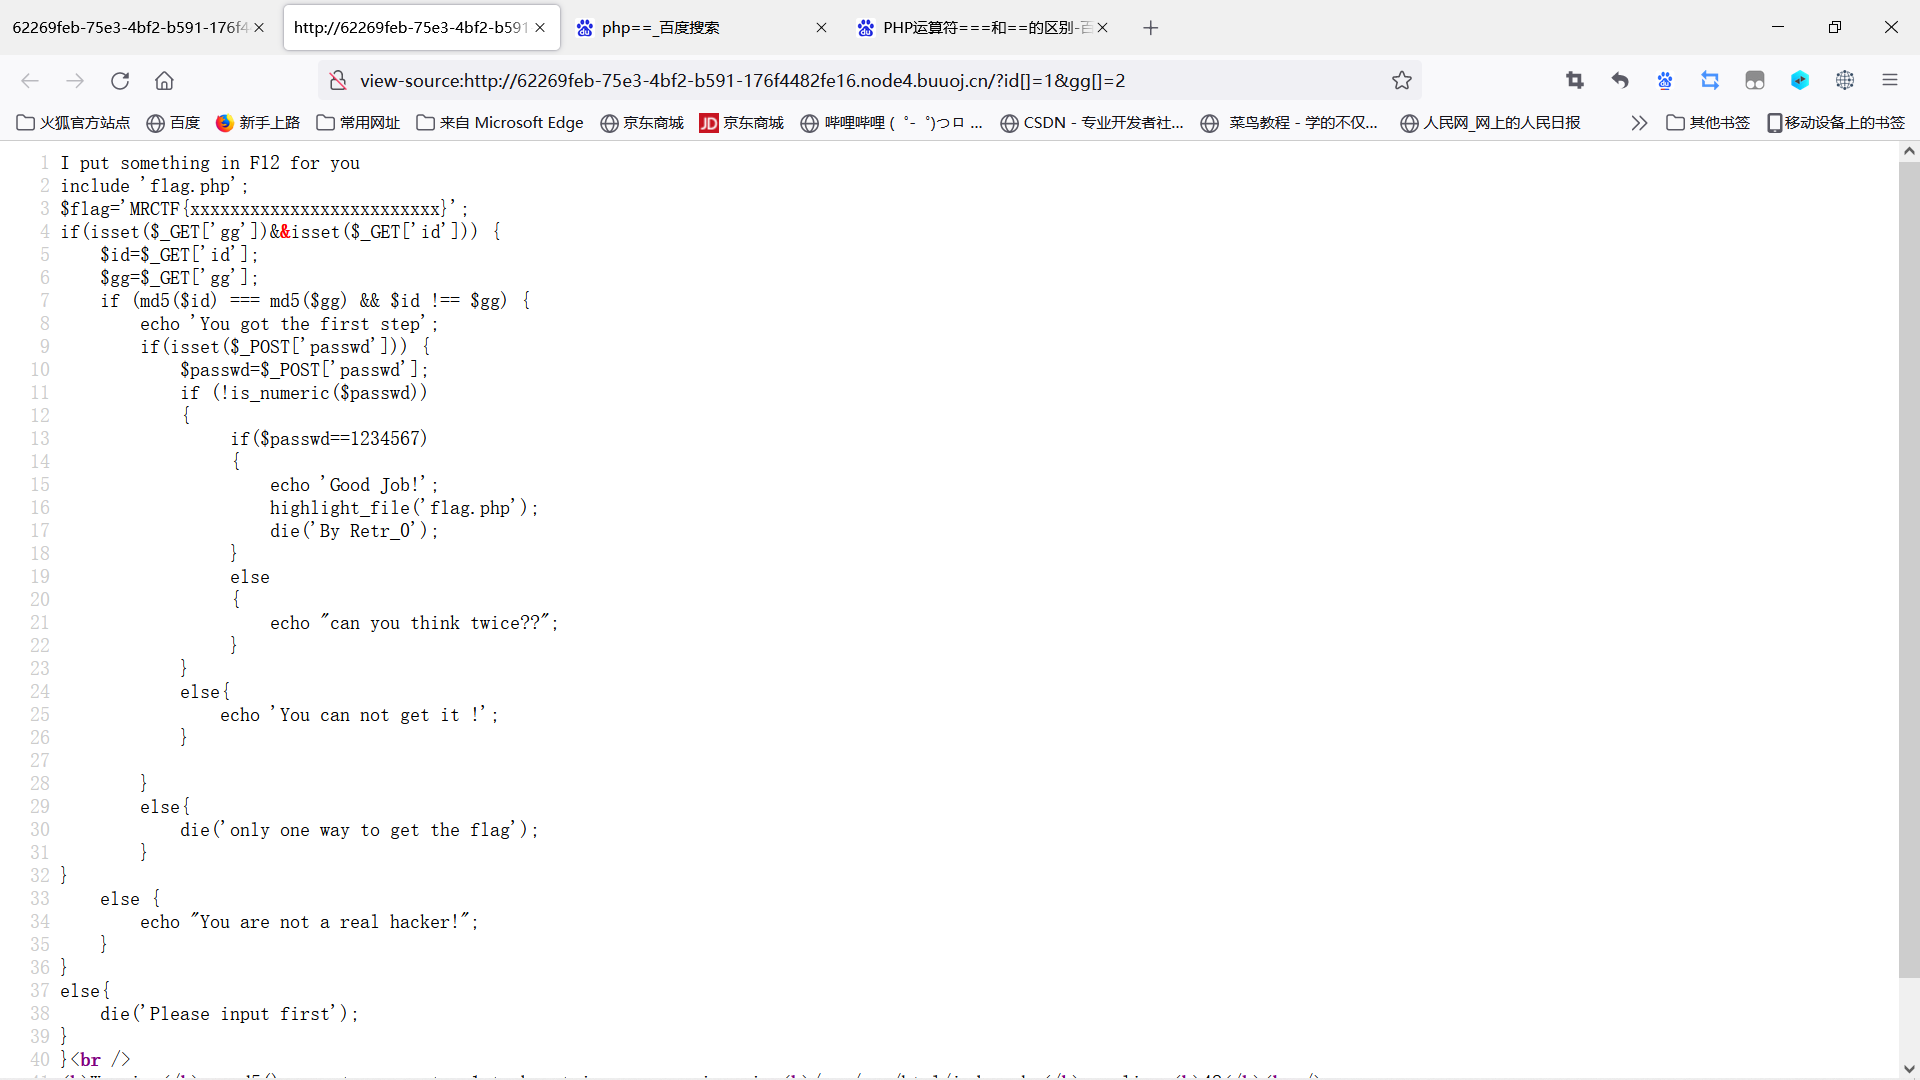 62269feb-75e3-4bf2-b591-176f4
http://62269feb-75e3-4bf2-b591
php==_百度搜索
PHP运算符===和==的区别-百
view-source:http://62269feb-75e3-4bf2-b591-176f4482fe16.node4.buuoj.cn/?id[]=1&gg[]=2
火狐官方站点 百度 新手上路 常用网址 来自 Microsoft Edge 京东商城 JD 京东商城 哔哩哔哩 ( ゜- ゜)つロ ... CSDN - 专业开发者社... 菜鸟教程 - 学的不仅... 人民网_网上的人民日报 其他书签 移动设备上的书签
1 I put something in F12 for you
2 include 'flag.php';
3 $flag='MRCTF{xxxxxxxxxxxxxxxxxxxxxxxxx}';
4 if(isset($_GET['gg'])&&isset($_GET['id'])) {
5     $id=$_GET['id'];
6     $gg=$_GET['gg'];
7     if (md5($id) === md5($gg) && $id !== $gg) {
8         echo 'You got the first step';
9         if(isset($_POST['passwd'])) {
10             $passwd=$_POST['passwd'];
11             if (!is_numeric($passwd))
12             {
13                  if($passwd==1234567)
14                  {
15                      echo 'Good Job!';
16                      highlight_file('flag.php');
17                      die('By Retr_0');
18                  }
19                  else
20                  {
21                      echo "can you think twice??";
22                  }
23             }
24             else{
25                 echo 'You can not get it !';
26             }
27
28         }
29         else{
30             die('only one way to get the flag');
31         }
32 }
33     else {
34         echo "You are not a real hacker!";
35     }
36 }
37 else{
38     die('Please input first');
39 }
40 }<br />